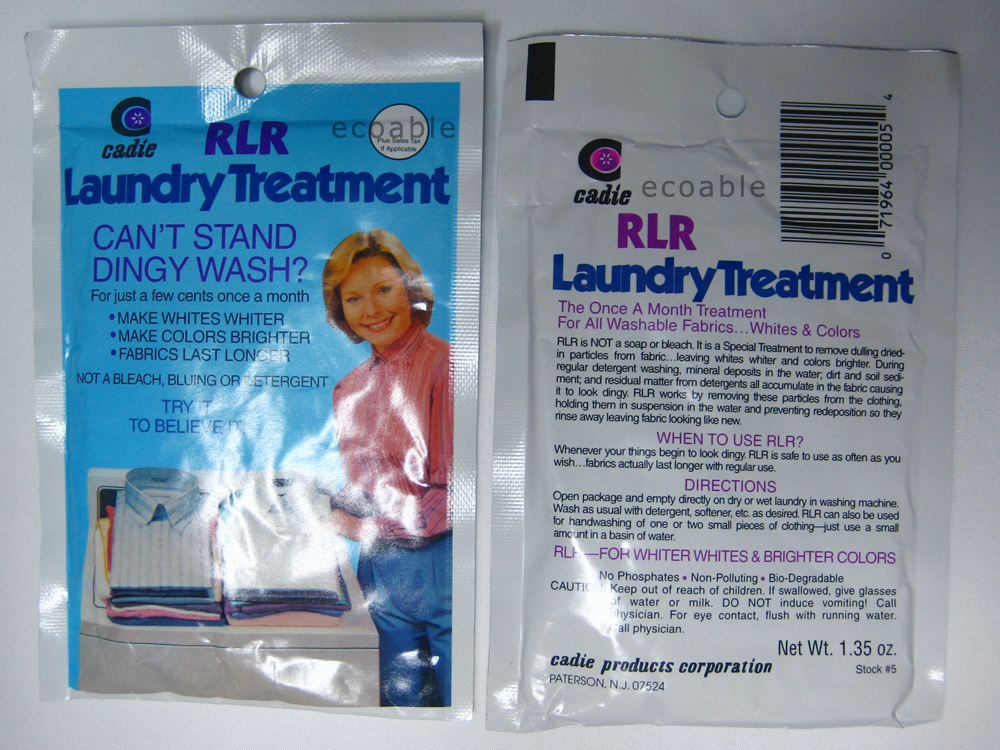 cadie
RLR
ecoable
Plus Sales Tax
If Applicable
Laundry Treatment
CAN'T STAND
DINGY WASH?
For just a few cents once a month
• MAKE WHITES WHITER
• MAKE COLORS BRIGHTER
• FABRICS LAST LONGER
NOT A BLEACH, BLUING OR DETERGENT
TRY IT
TO BELIEVE IT
cadie
ecoable
0 71964 00005 4
RLR
Laundry Treatment
The Once A Month Treatment
For All Washable Fabrics...Whites & Colors
RLR is NOT a soap or bleach. It is a Special Treatment to remove dulling dried-
in particles from fabric...leaving whites whiter and colors brighter. During
regular detergent washing, mineral deposits in the water; dirt and soil sedi-
ment; and residual matter from detergents all accumulate in the fabric causing
it to look dingy. RLR works by removing these particles from the clothing,
holding them in suspension in the water and preventing redeposition so they
rinse away leaving fabric looking like new.
WHEN TO USE RLR?
Whenever your things begin to look dingy. RLR is safe to use as often as you
wish...fabrics actually last longer with regular use.
DIRECTIONS
Open package and empty directly on dry or wet laundry in washing machine.
Wash as usual with detergent, softener, etc. as desired. RLR can also be used
for handwashing of one or two small pieces of clothing—just use a small
amount in a basin of water.
RLR—FOR WHITER WHITES & BRIGHTER COLORS
No Phosphates • Non-Polluting • Bio-Degradable
CAUTION: Keep out of reach of children. If swallowed, give glasses
of water or milk. DO NOT induce vomiting! Call
physician. For eye contact, flush with running water.
Call physician.
Net Wt. 1.35 oz.
cadie products corporation
Stock #5
PATERSON, N.J. 07524